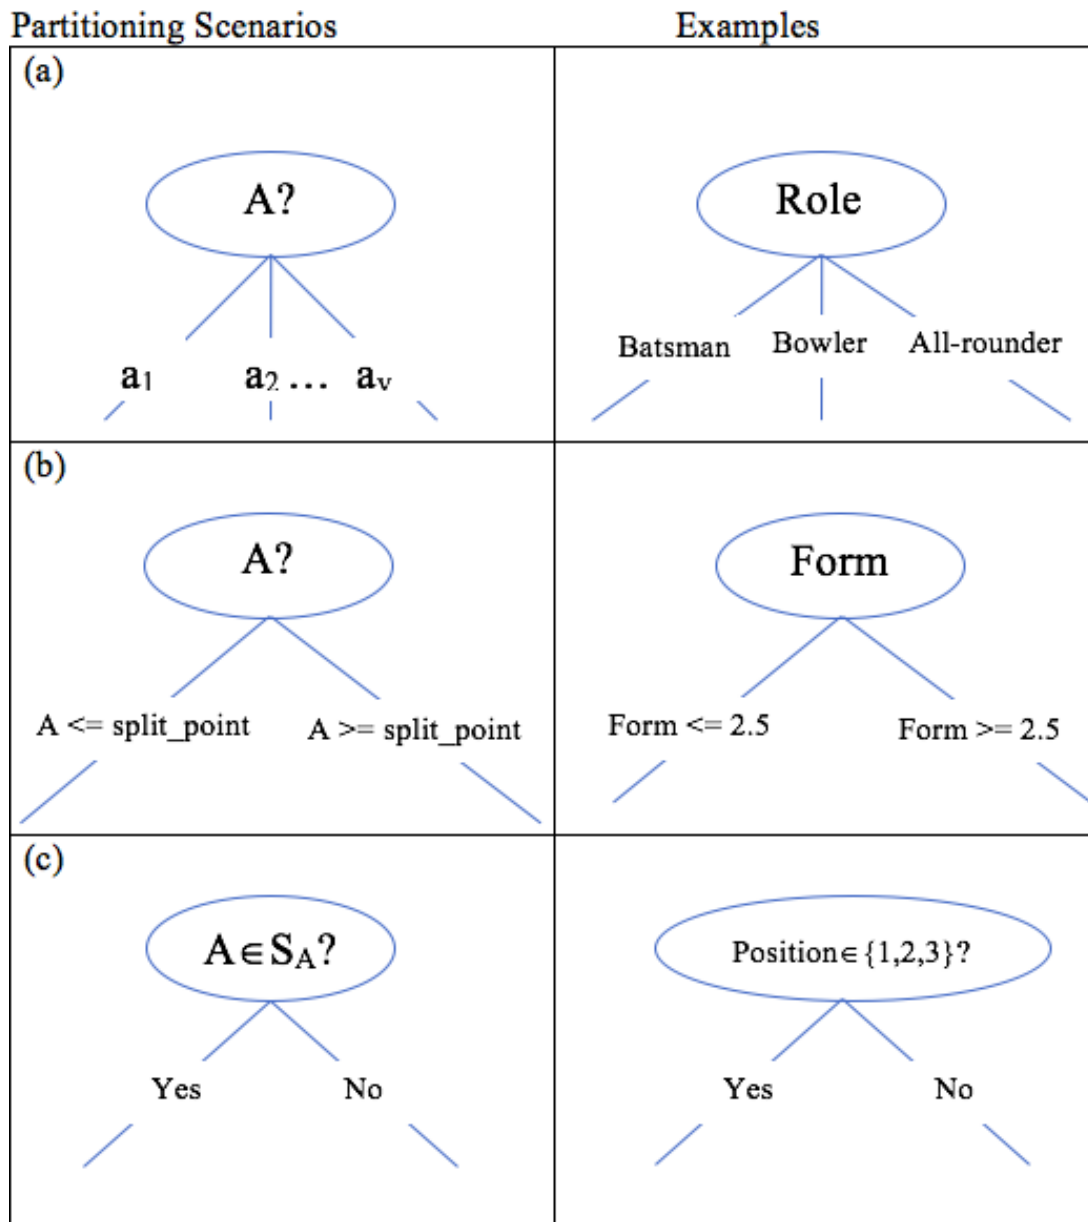 Partitioning Scenarios Examples
(a)
A? Role
Batsman Bowler All-rounder
a₁ a₂ ... aᵥ
(b)
A? Form
A <= split_point A >= split_point Form <= 2.5 Form >= 2.5
(c)
A∈S_A? Position∈{1,2,3}?
Yes No Yes No